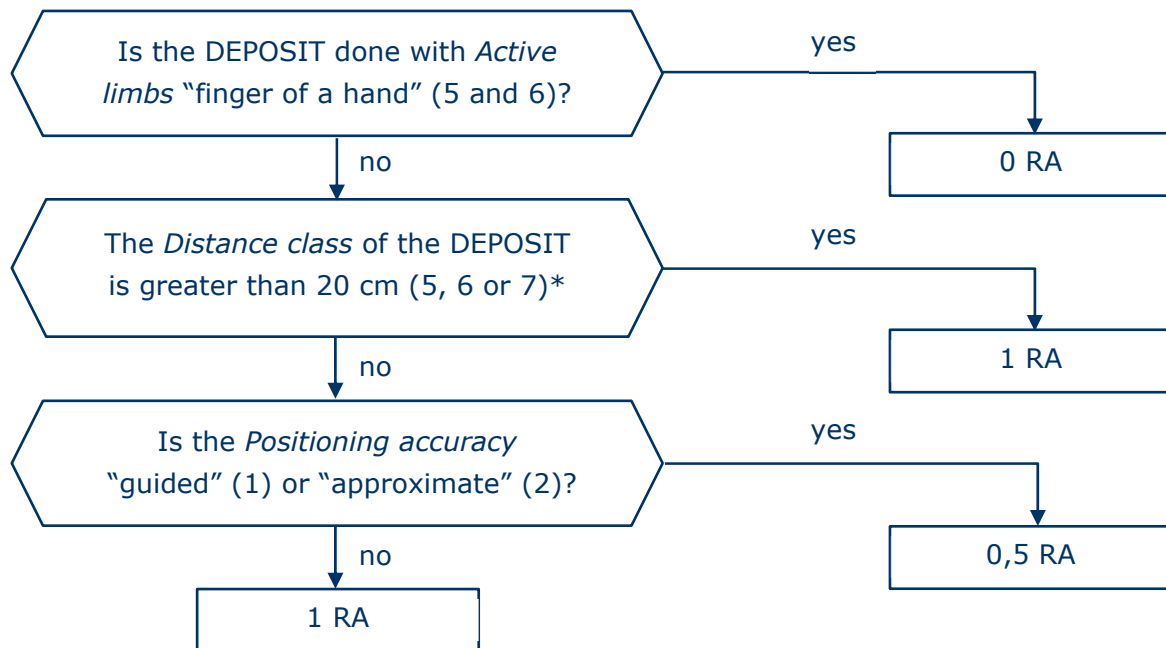 Is the DEPOSIT done with Active
limbs “finger of a hand” (5 and 6)?
yes
0 RA
no
The Distance class of the DEPOSIT
is greater than 20 cm (5, 6 or 7)*
yes
1 RA
no
Is the Positioning accuracy
“guided” (1) or “approximate” (2)?
yes
0,5 RA
no
1 RA